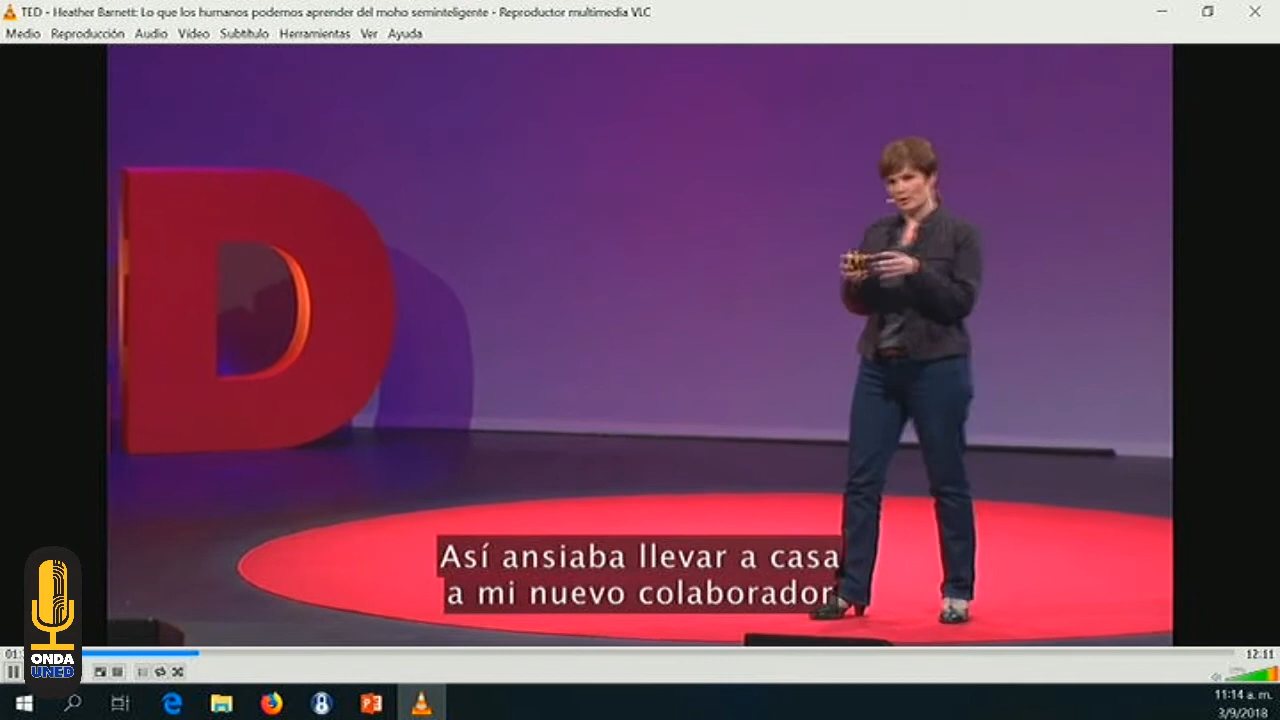 TED - Heather Barnett: Lo que los humanos podemos aprender del moho seminteligente - Reproductor multimedia VLC
Medio Reproducción Audio Vídeo Subtítulo Herramientas Ver Ayuda
D
Así ansiaba llevar a casa
a mi nuevo colaborador
12:11
ONDA
UNED
11:14 a. m.
3/9/2018